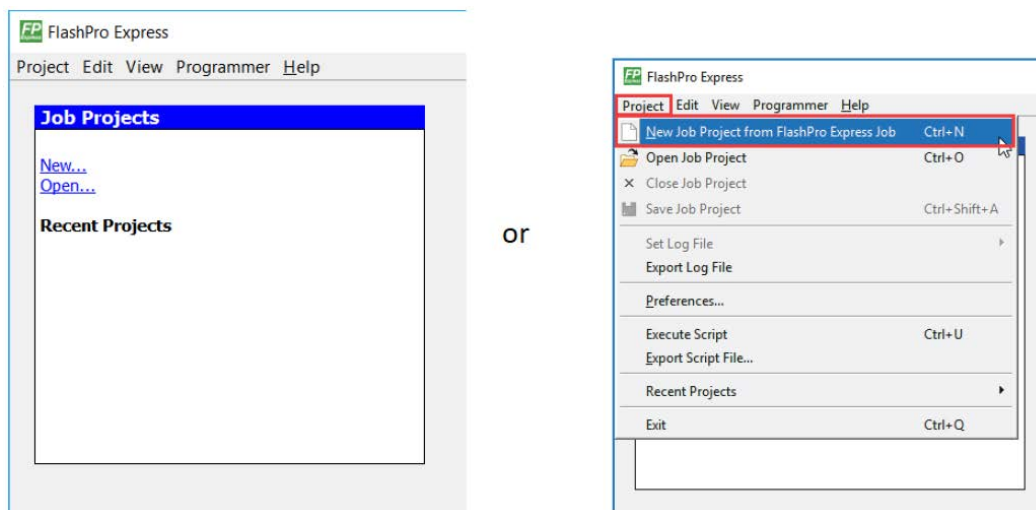 FP FlashPro Express
Project Edit View Programmer Help
Job Projects
New...
Open...
Recent Projects
or
FP FlashPro Express
Project Edit View Programmer Help
New Job Project from FlashPro Express Job Ctrl+N
Open Job Project Ctrl+O
Close Job Project
Save Job Project Ctrl+Shift+A
Set Log File
Export Log File
Preferences...
Execute Script Ctrl+U
Export Script File...
Recent Projects
Exit Ctrl+Q